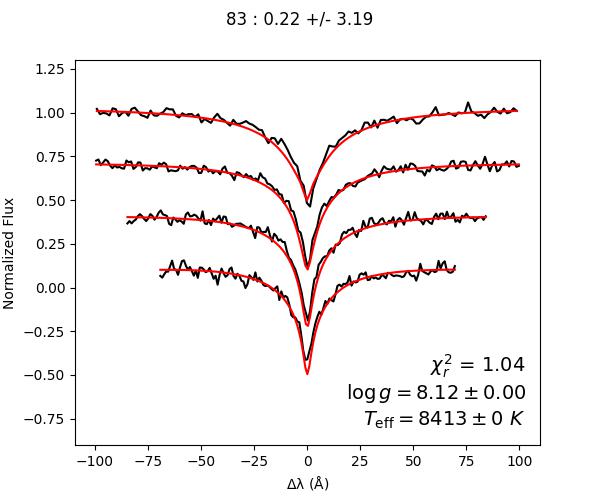 83 : 0.22 +/- 3.19
1.25
1.00
0.75
0.50
0.25
0.00
−0.25
−0.50
−0.75
Normalized Flux
χ²ᵣ = 1.04
log g = 8.12 ± 0.00
T_eff = 8413 ± 0 K
−100 −75 −50 −25 0 25 50 75 100
Δλ (Å)